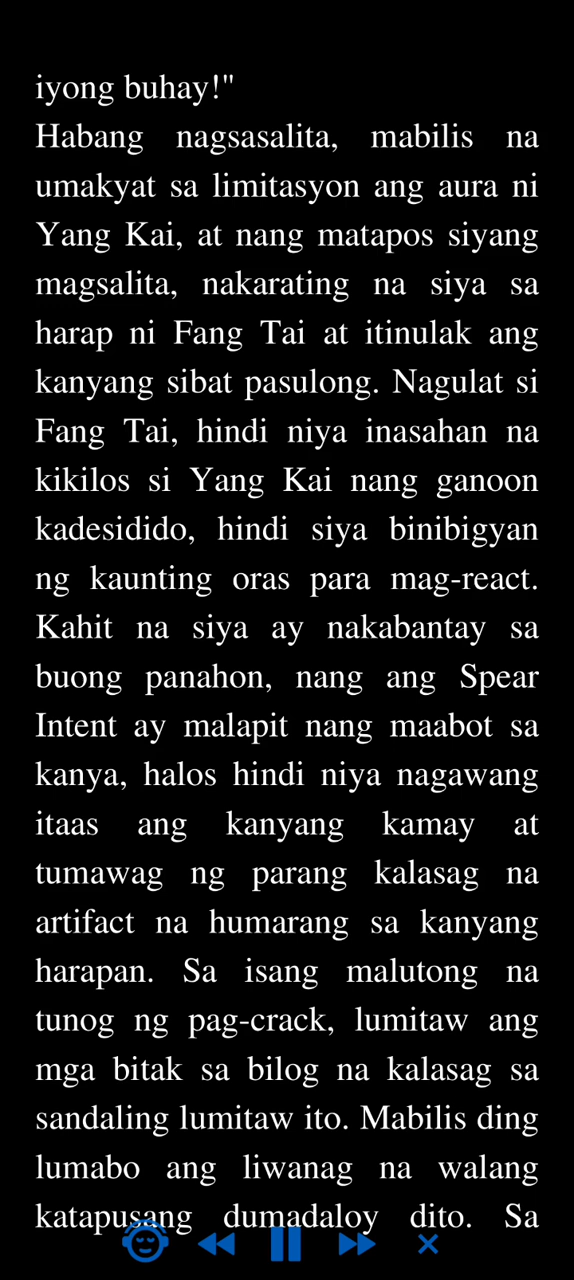 iyong buhay!"
Habang nagsasalita, mabilis na
umakyat sa limitasyon ang aura ni
Yang Kai, at nang matapos siyang
magsalita, nakarating na siya sa
harap ni Fang Tai at itinulak ang
kanyang sibat pasulong. Nagulat si
Fang Tai, hindi niya inasahan na
kikilos si Yang Kai nang ganoon
kadesidido, hindi siya binibigyan
ng kaunting oras para mag-react.
Kahit na siya ay nakabantay sa
buong panahon, nang ang Spear
Intent ay malapit nang maabot sa
kanya, halos hindi niya nagawang
itaas ang kanyang kamay at
tumawag ng parang kalasag na
artifact na humarang sa kanyang
harapan. Sa isang malutong na
tunog ng pag-crack, lumitaw ang
mga bitak sa bilog na kalasag sa
sandaling lumitaw ito. Mabilis ding
lumabo ang liwanag na walang
katapusang dumadaloy dito. Sa